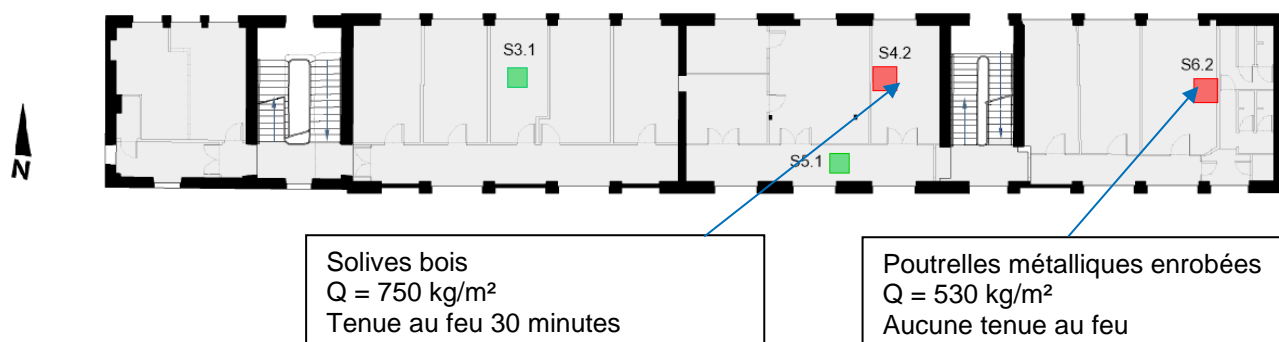 S3.1
S4.2
S6.2
S5.1
N
Solives bois
Q = 750 kg/m²
Tenue au feu 30 minutes
Poutrelles métalliques enrobées
Q = 530 kg/m²
Aucune tenue au feu